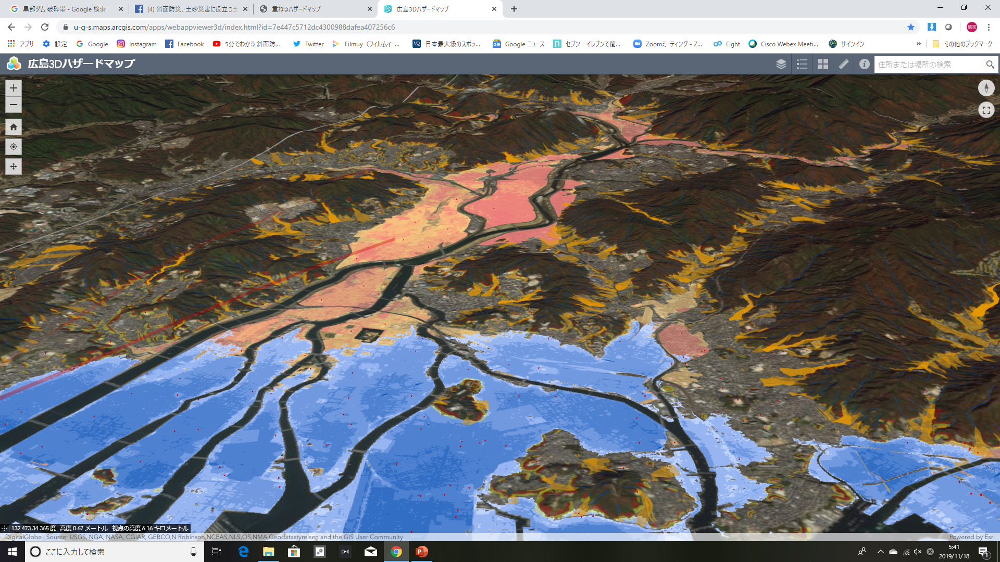 黒部ダム 破砕帯 - Google 検索
(4) 斜面防災、土砂災害に役立つ土
重ねるハザードマップ
広島3Dハザードマップ
u-g-s.maps.arcgis.com/apps/webappviewer3d/index.html?id=7e447c5712dc4300988dafea407256c6
慎司
アプリ
設定
Google
Instagram
Facebook
5分でわかる 斜面防...
Twitter
Filmuy（フィルムイー...
VQ
日本最大級のスポッ...
Google ニュース
セブン - イレブンで簡...
Zoomミーティング - Z...
Eight
Cisco Webex Meeti...
サインイン
»
その他のブックマーク
広島3Dハザードマップ
住所または場所の検索
132.473 34.365 度 高度 0.67 メートル 視点の高度 6.16 キロメートル
DigitalGlobe | Source: USGS, NGA, NASA, CGIAR, GEBCO,N Robinson,NCEAS,NLS,OS,NMA,Geodatastyrelsen and the GIS User Community
Powered by Esri
ここに入力して検索
5:41
2019/11/18
1